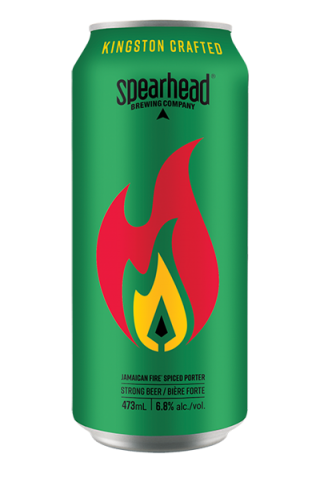 KINGSTON CRAFTED
spearhead®
BREWING COMPANY
JAMAICAN FIRE SPICED PORTER
STRONG BEER / BIÈRE FORTE
473mL | 6.8% alc./vol.